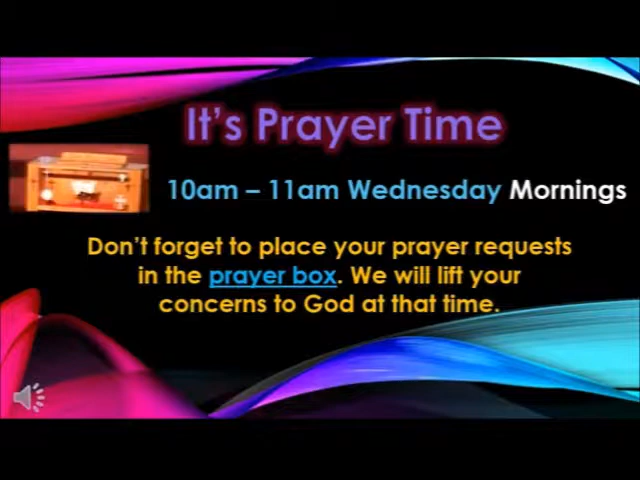 It's Prayer Time
10am – 11am Wednesday Mornings
Don't forget to place your prayer requests
in the prayer box. We will lift your
concerns to God at that time.